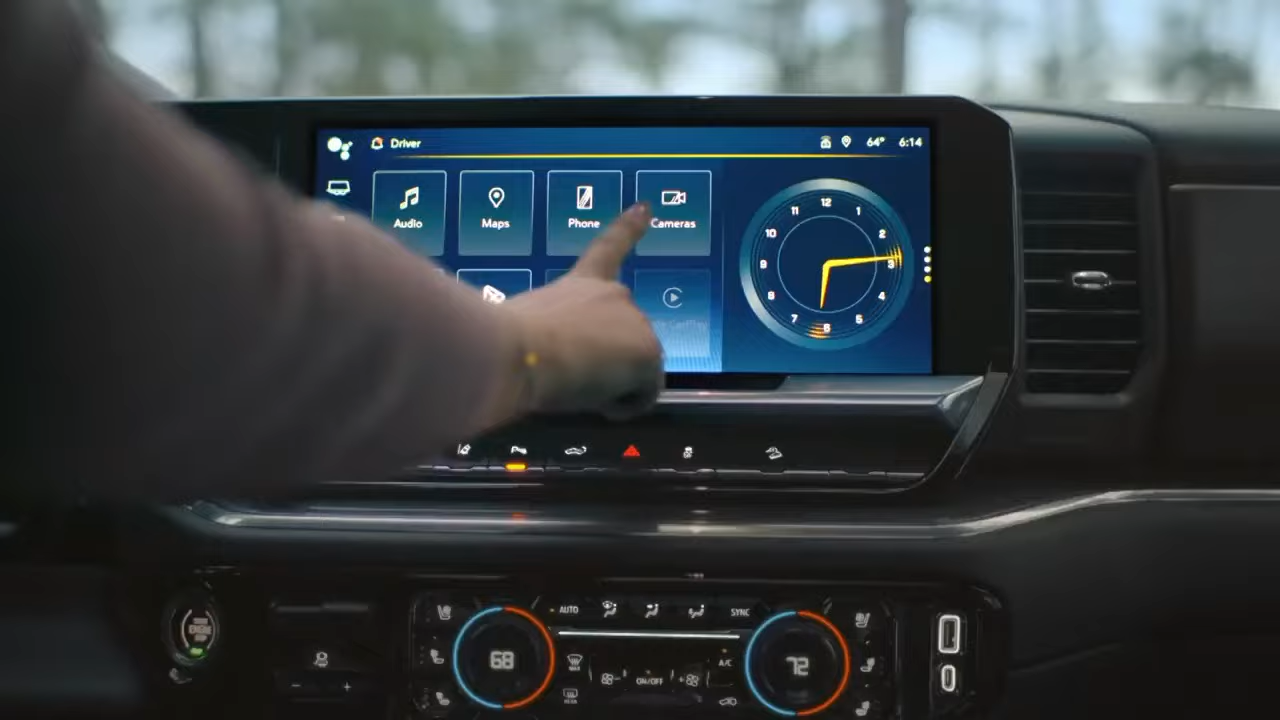 Driver
64° 6:14
Audio Maps Phone Cameras
12
11 1
10 2
9 3
8 4
7 5
6
AUTO SYNC
68 72
A/C
ON/OFF
- +